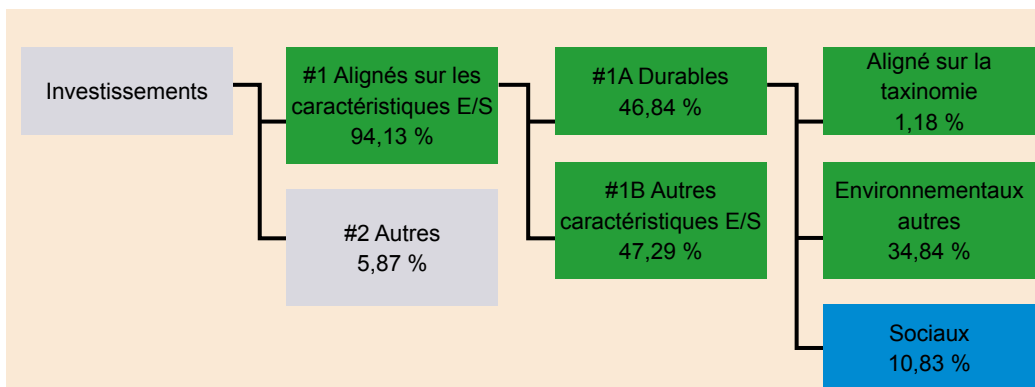 Investissements
#1 Alignés sur les
caractéristiques E/S
94,13 %
#2 Autres
5,87 %
#1A Durables
46,84 %
#1B Autres
caractéristiques E/S
47,29 %
Aligné sur la
taxinomie
1,18 %
Environnementaux
autres
34,84 %
Sociaux
10,83 %